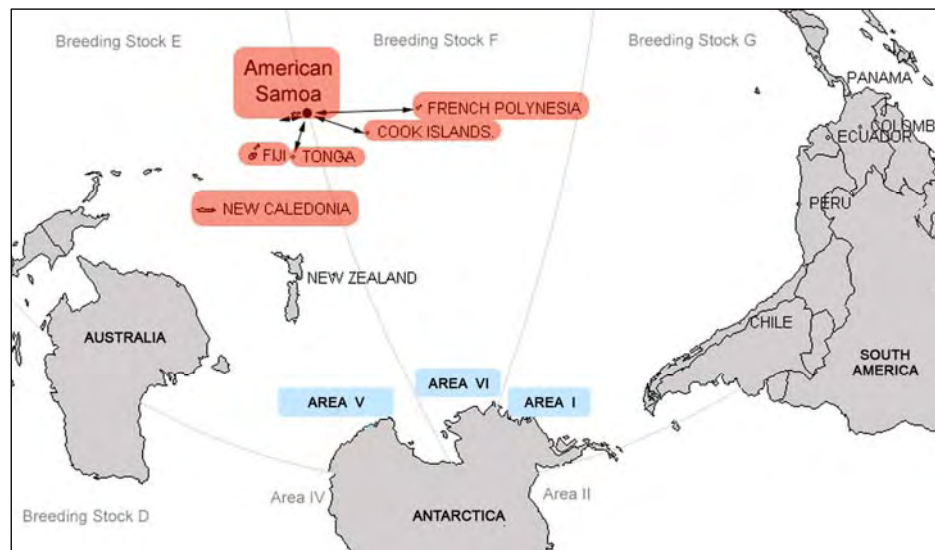 Breeding Stock E
Breeding Stock F
Breeding Stock G
American
Samoa
PANAMA
FRENCH POLYNESIA
COOK ISLANDS.
COLOMB
ECUADOR
FIJI
TONGA
NEW CALEDONIA
PERU
NEW ZEALAND
AUSTRALIA
CHILE
SOUTH
AMERICA
AREA VI
AREA V
AREA I
Area IV
Area II
ANTARCTICA
Breeding Stock D